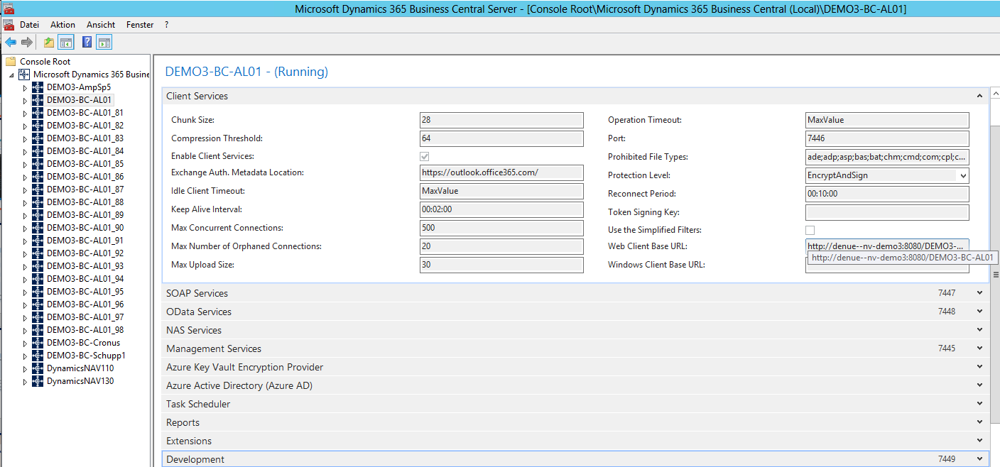 Microsoft Dynamics 365 Business Central Server - [Console Root\Microsoft Dynamics 365 Business Central (Local)\DEMO3-BC-AL01]
Datei Aktion Ansicht Fenster ?
Console Root
Microsoft Dynamics 365 Busine
DEMO3-AmpSp5
DEMO3-BC-AL01
DEMO3-BC-AL01_81
DEMO3-BC-AL01_82
DEMO3-BC-AL01_83
DEMO3-BC-AL01_84
DEMO3-BC-AL01_85
DEMO3-BC-AL01_86
DEMO3-BC-AL01_87
DEMO3-BC-AL01_88
DEMO3-BC-AL01_89
DEMO3-BC-AL01_90
DEMO3-BC-AL01_91
DEMO3-BC-AL01_92
DEMO3-BC-AL01_93
DEMO3-BC-AL01_94
DEMO3-BC-AL01_95
DEMO3-BC-AL01_96
DEMO3-BC-AL01_97
DEMO3-BC-AL01_98
DEMO3-BC-Cronus
DEMO3-BC-Schupp1
DynamicsNAV110
DynamicsNAV130
DEMO3-BC-AL01 - (Running)
Client Services
Chunk Size: 28
Compression Threshold: 64
Enable Client Services:
Exchange Auth. Metadata Location: https://outlook.office365.com/
Idle Client Timeout: MaxValue
Keep Alive Interval: 00:02:00
Max Concurrent Connections: 500
Max Number of Orphaned Connections: 20
Max Upload Size: 30
Operation Timeout: MaxValue
Port: 7446
Prohibited File Types: ade;adp;asp;bas;bat;chm;cmd;com;cpl;c...
Protection Level: EncryptAndSign
Reconnect Period: 00:10:00
Token Signing Key:
Use the Simplified Filters:
Web Client Base URL: http://denue--nv-demo3:8080/DEMO3-...
http://denue--nv-demo3:8080/DEMO3-BC-AL01
Windows Client Base URL:
SOAP Services 7447
OData Services 7448
NAS Services
Management Services 7445
Azure Key Vault Encryption Provider
Azure Active Directory (Azure AD)
Task Scheduler
Reports
Extensions
Development 7449